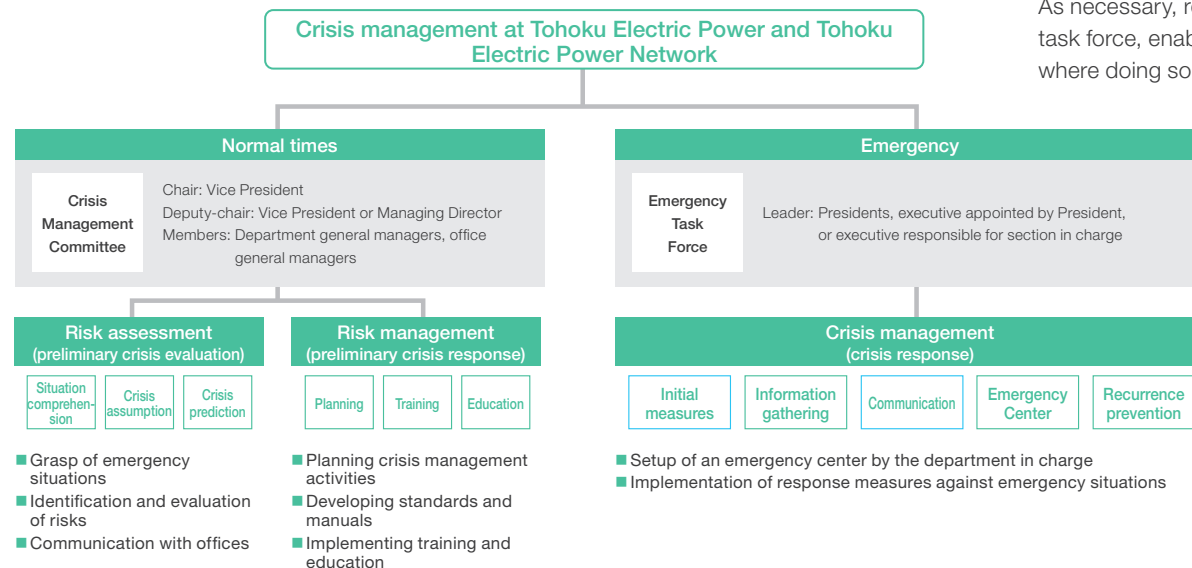 As necessary,
task force,
where doing so
Crisis management at Tohoku Electric Power and Tohoku
Electric Power Network
Normal times
Crisis
Management
Committee
Chair: Vice President
Deputy-chair: Vice President or Managing Director
Members: Department general managers, office
general managers
Emergency
Emergency
Task
Force
Leader: Presidents, executive appointed by President,
or executive responsible for section in charge
Risk assessment
(preliminary crisis evaluation)
Situation
comprehen-
sion
Crisis
assumption
Crisis
prediction
Grasp of emergency
situations
Identification and evaluation
of risks
Communication with offices
Risk management
(preliminary crisis response)
Planning
Training
Education
Planning crisis management
activities
Developing standards and
manuals
Implementing training and
education
Crisis management
(crisis response)
Initial
measures
Information
gathering
Communication
Emergency
Center
Recurrence
prevention
Setup of an emergency center by the department in charge
Implementation of response measures against emergency situations